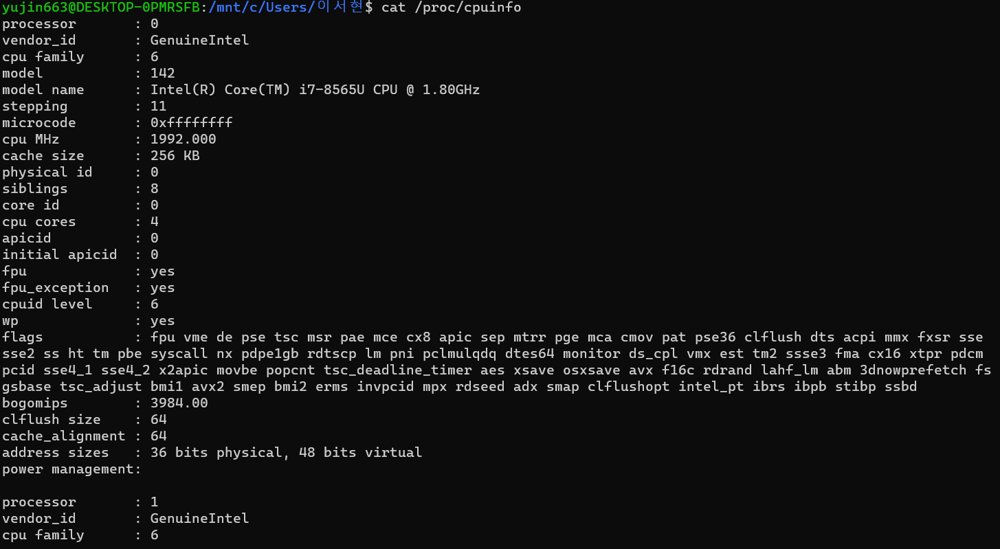 yujin663@DESKTOP-0PMRSFB:/mnt/c/Users/이서현$ cat /proc/cpuinfo
processor       : 0
vendor_id       : GenuineIntel
cpu family      : 6
model           : 142
model name      : Intel(R) Core(TM) i7-8565U CPU @ 1.80GHz
stepping        : 11
microcode       : 0xffffffff
cpu MHz         : 1992.000
cache size      : 256 KB
physical id     : 0
siblings        : 8
core id         : 0
cpu cores       : 4
apicid          : 0
initial apicid  : 0
fpu             : yes
fpu_exception   : yes
cpuid level     : 6
wp              : yes
flags           : fpu vme de pse tsc msr pae mce cx8 apic sep mtrr pge mca cmov pat pse36 clflush dts acpi mmx fxsr sse
sse2 ss ht tm pbe syscall nx pdpe1gb rdtscp lm pni pclmulqdq dtes64 monitor ds_cpl vmx est tm2 ssse3 fma cx16 xtpr pdcm
pcid sse4_1 sse4_2 x2apic movbe popcnt tsc_deadline_timer aes xsave osxsave avx f16c rdrand lahf_lm abm 3dnowprefetch fs
gsbase tsc_adjust bmi1 avx2 smep bmi2 erms invpcid mpx rdseed adx smap clflushopt intel_pt ibrs ibpb stibp ssbd
bogomips        : 3984.00
clflush size    : 64
cache_alignment : 64
address sizes   : 36 bits physical, 48 bits virtual
power management:

processor       : 1
vendor_id       : GenuineIntel
cpu family      : 6